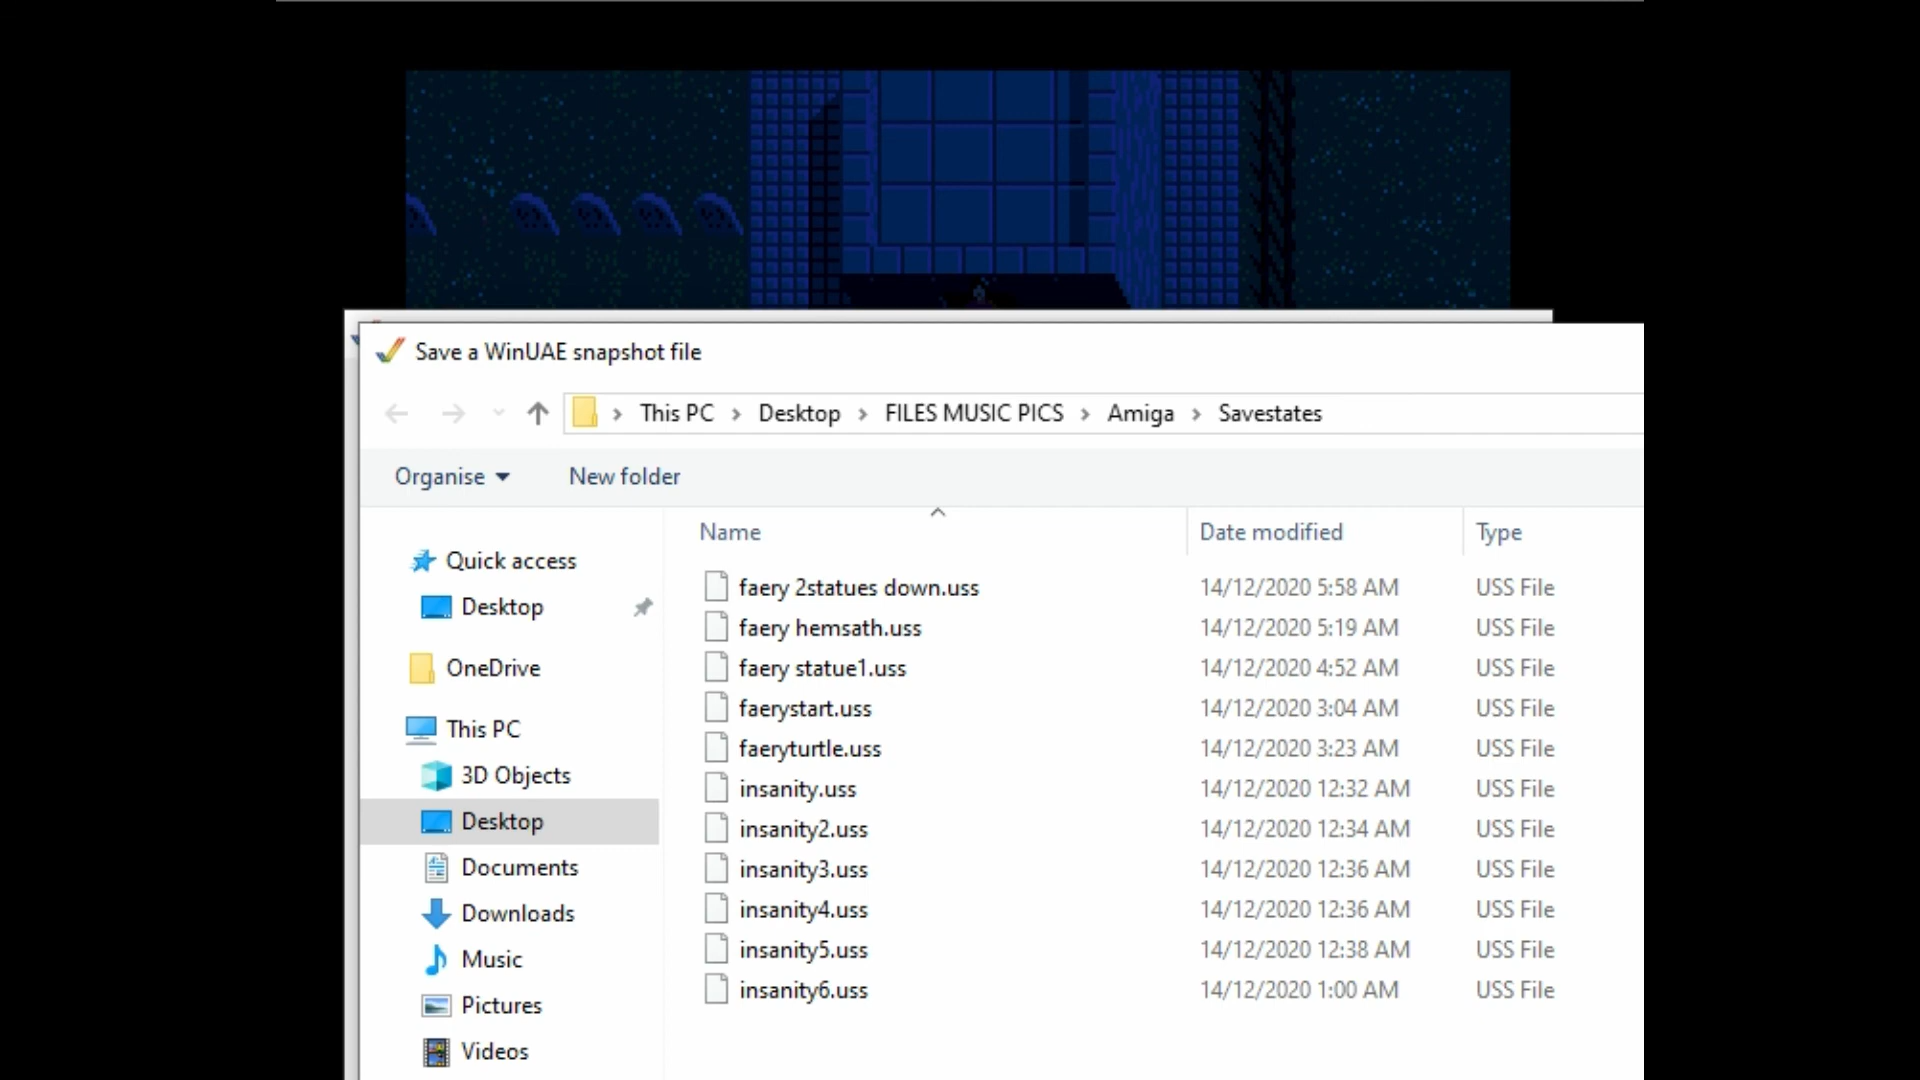 Save a WinUAE snapshot file
This PC Desktop FILES MUSIC PICS Amiga Savestates
Organise New folder
Name Date modified Type
Quick access
Desktop
OneDrive
This PC
3D Objects
Desktop
Documents
Downloads
Music
Pictures
Videos
faery 2statues down.uss 14/12/2020 5:58 AM USS File
faery hemsath.uss 14/12/2020 5:19 AM USS File
faery statue1.uss 14/12/2020 4:52 AM USS File
faerystart.uss 14/12/2020 3:04 AM USS File
faeryturtle.uss 14/12/2020 3:23 AM USS File
insanity.uss 14/12/2020 12:32 AM USS File
insanity2.uss 14/12/2020 12:34 AM USS File
insanity3.uss 14/12/2020 12:36 AM USS File
insanity4.uss 14/12/2020 12:36 AM USS File
insanity5.uss 14/12/2020 12:38 AM USS File
insanity6.uss 14/12/2020 1:00 AM USS File